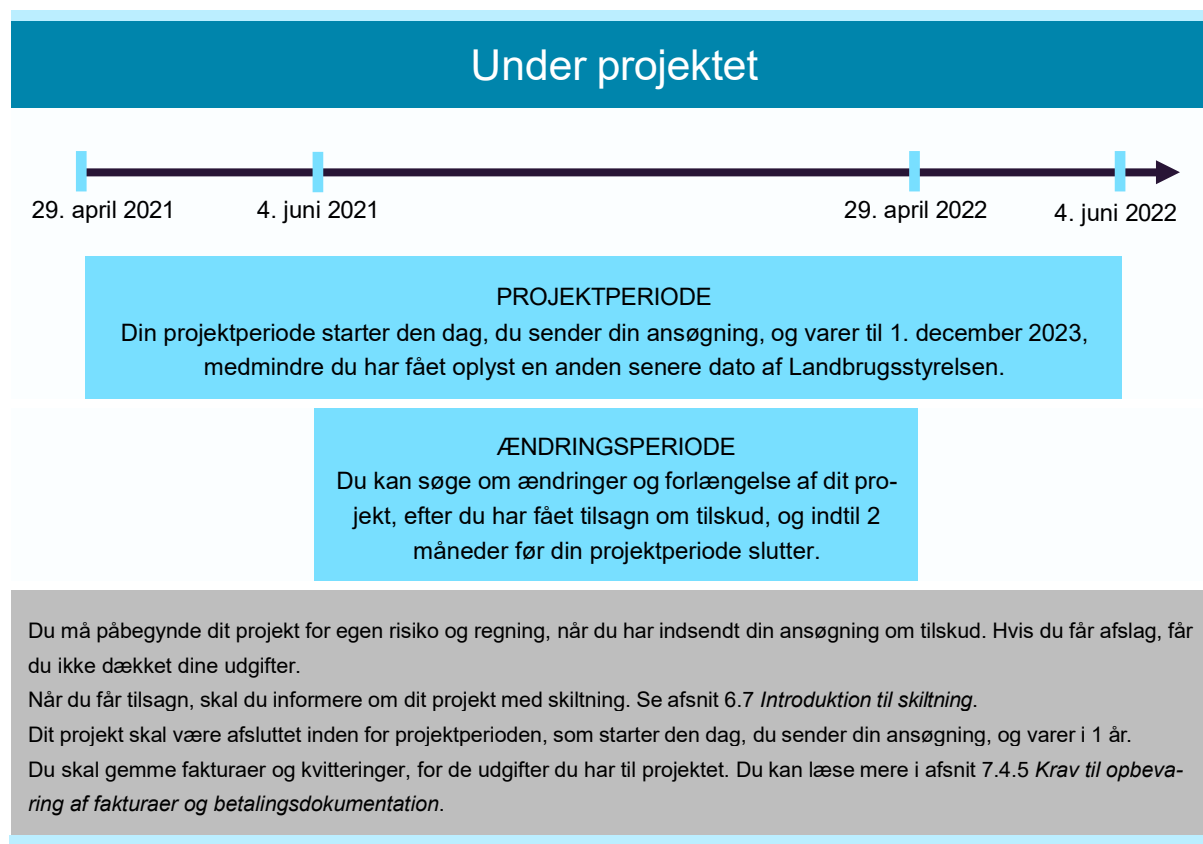 Under projektet
29. april 2021
4. juni 2021
29. april 2022
4. juni 2022
PROJEKTPERIODE
Din projektperiode starter den dag, du sender din ansøgning, og varer til 1. december 2023,
medmindre du har fået oplyst en anden senere dato af Landbrugsstyrelsen.
ÆNDRINGSPERIODE
Du kan søge om ændringer og forlængelse af dit pro-
jekt, efter du har fået tilsagn om tilskud, og indtil 2
måneder før din projektperiode slutter.
Du må påbegynde dit projekt for egen risiko og regning, når du har indsendt din ansøgning om tilskud. Hvis du får afslag, får
du ikke dækket dine udgifter.
Når du får tilsagn, skal du informere om dit projekt med skiltning. Se afsnit 6.7 Introduktion til skiltning.
Dit projekt skal være afsluttet inden for projektperioden, som starter den dag, du sender din ansøgning, og varer i 1 år.
Du skal gemme fakturaer og kvitteringer, for de udgifter du har til projektet. Du kan læse mere i afsnit 7.4.5 Krav til opbeva-
ring af fakturaer og betalingsdokumentation.